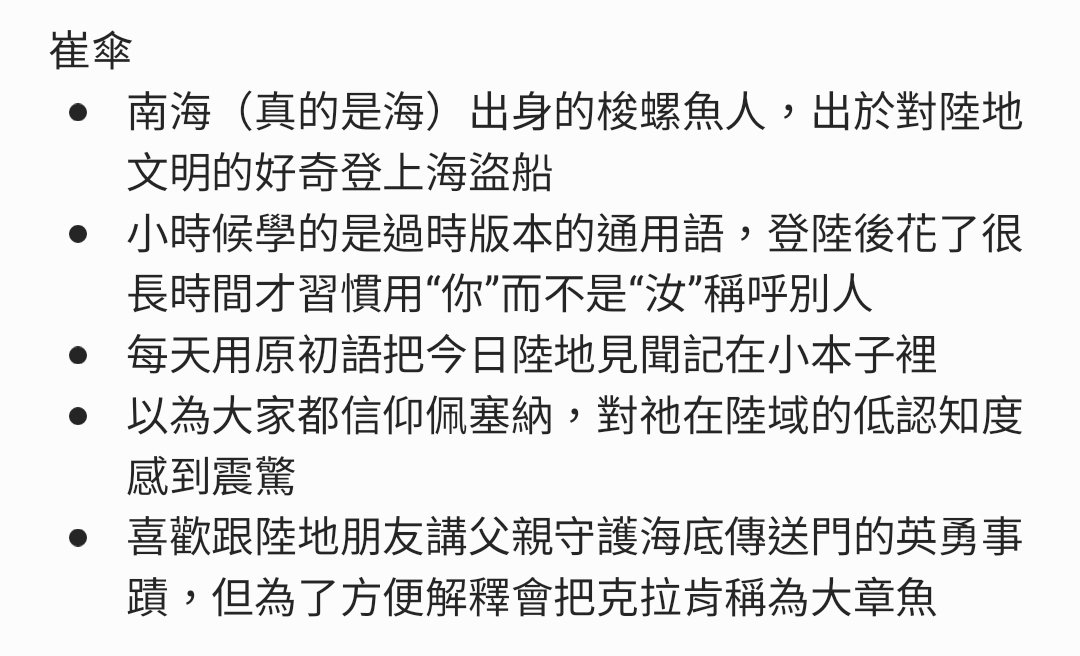 崔傘
● 南海（真的是海）出身的梭螺魚人，出於對陸地
文明的好奇登上海盜船
● 小時候學的是過時版本的通用語，登陸後花了很
長時間才習慣用“你”而不是“汝”稱呼別人
● 每天用原初語把今日陸地見聞記在小本子裡
● 以為大家都信仰佩塞納，對祂在陸域的低認知度
感到震驚
● 喜歡跟陸地朋友講父親守護海底傳送門的英勇事
蹟，但為了方便解釋會把克拉肯稱為大章魚